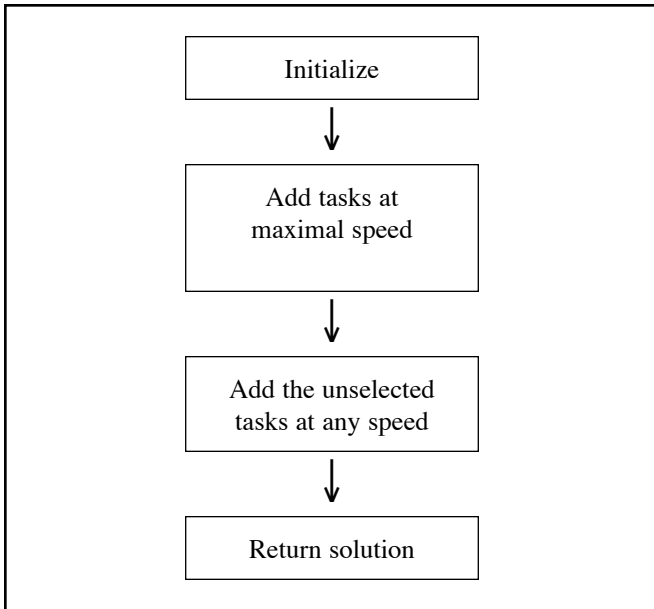 Initialize
Add tasks at
maximal speed
Add the unselected
tasks at any speed
Return solution